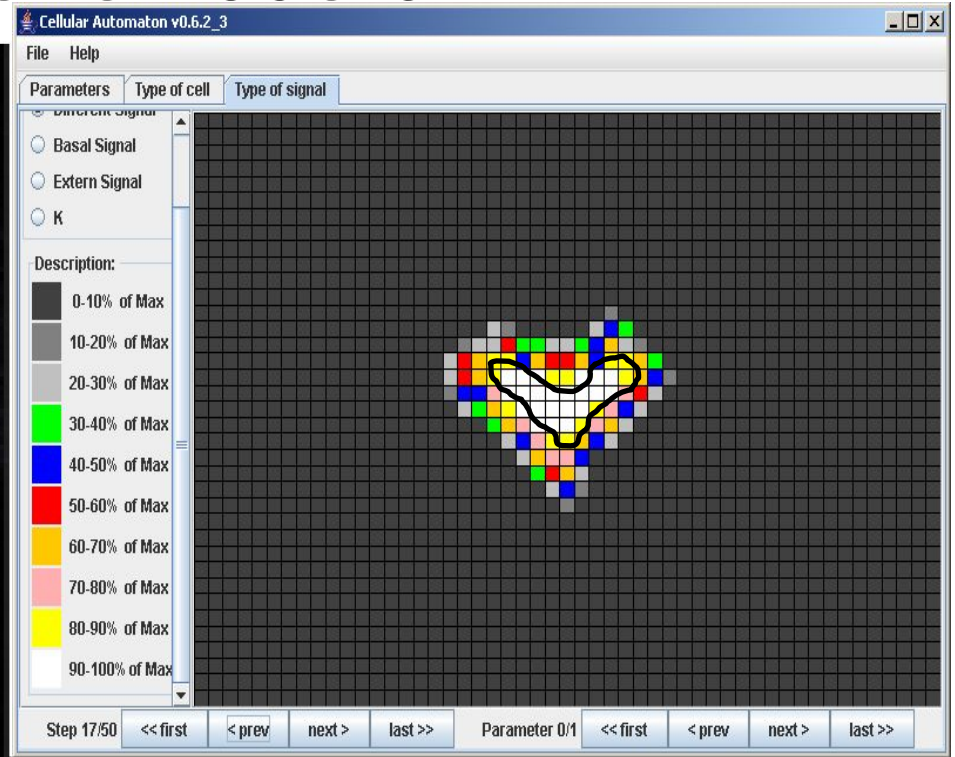 Cellular Automaton v0.6.2_3
File Help
Parameters Type of cell Type of signal
Different Signal
Basal Signal
Extern Signal
K
Description:
0-10% of Max
10-20% of Max
20-30% of Max
30-40% of Max
40-50% of Max
50-60% of Max
60-70% of Max
70-80% of Max
80-90% of Max
90-100% of Max
Step 17/50 << first < prev next > last >> Parameter 0/1 << first < prev next > last >>